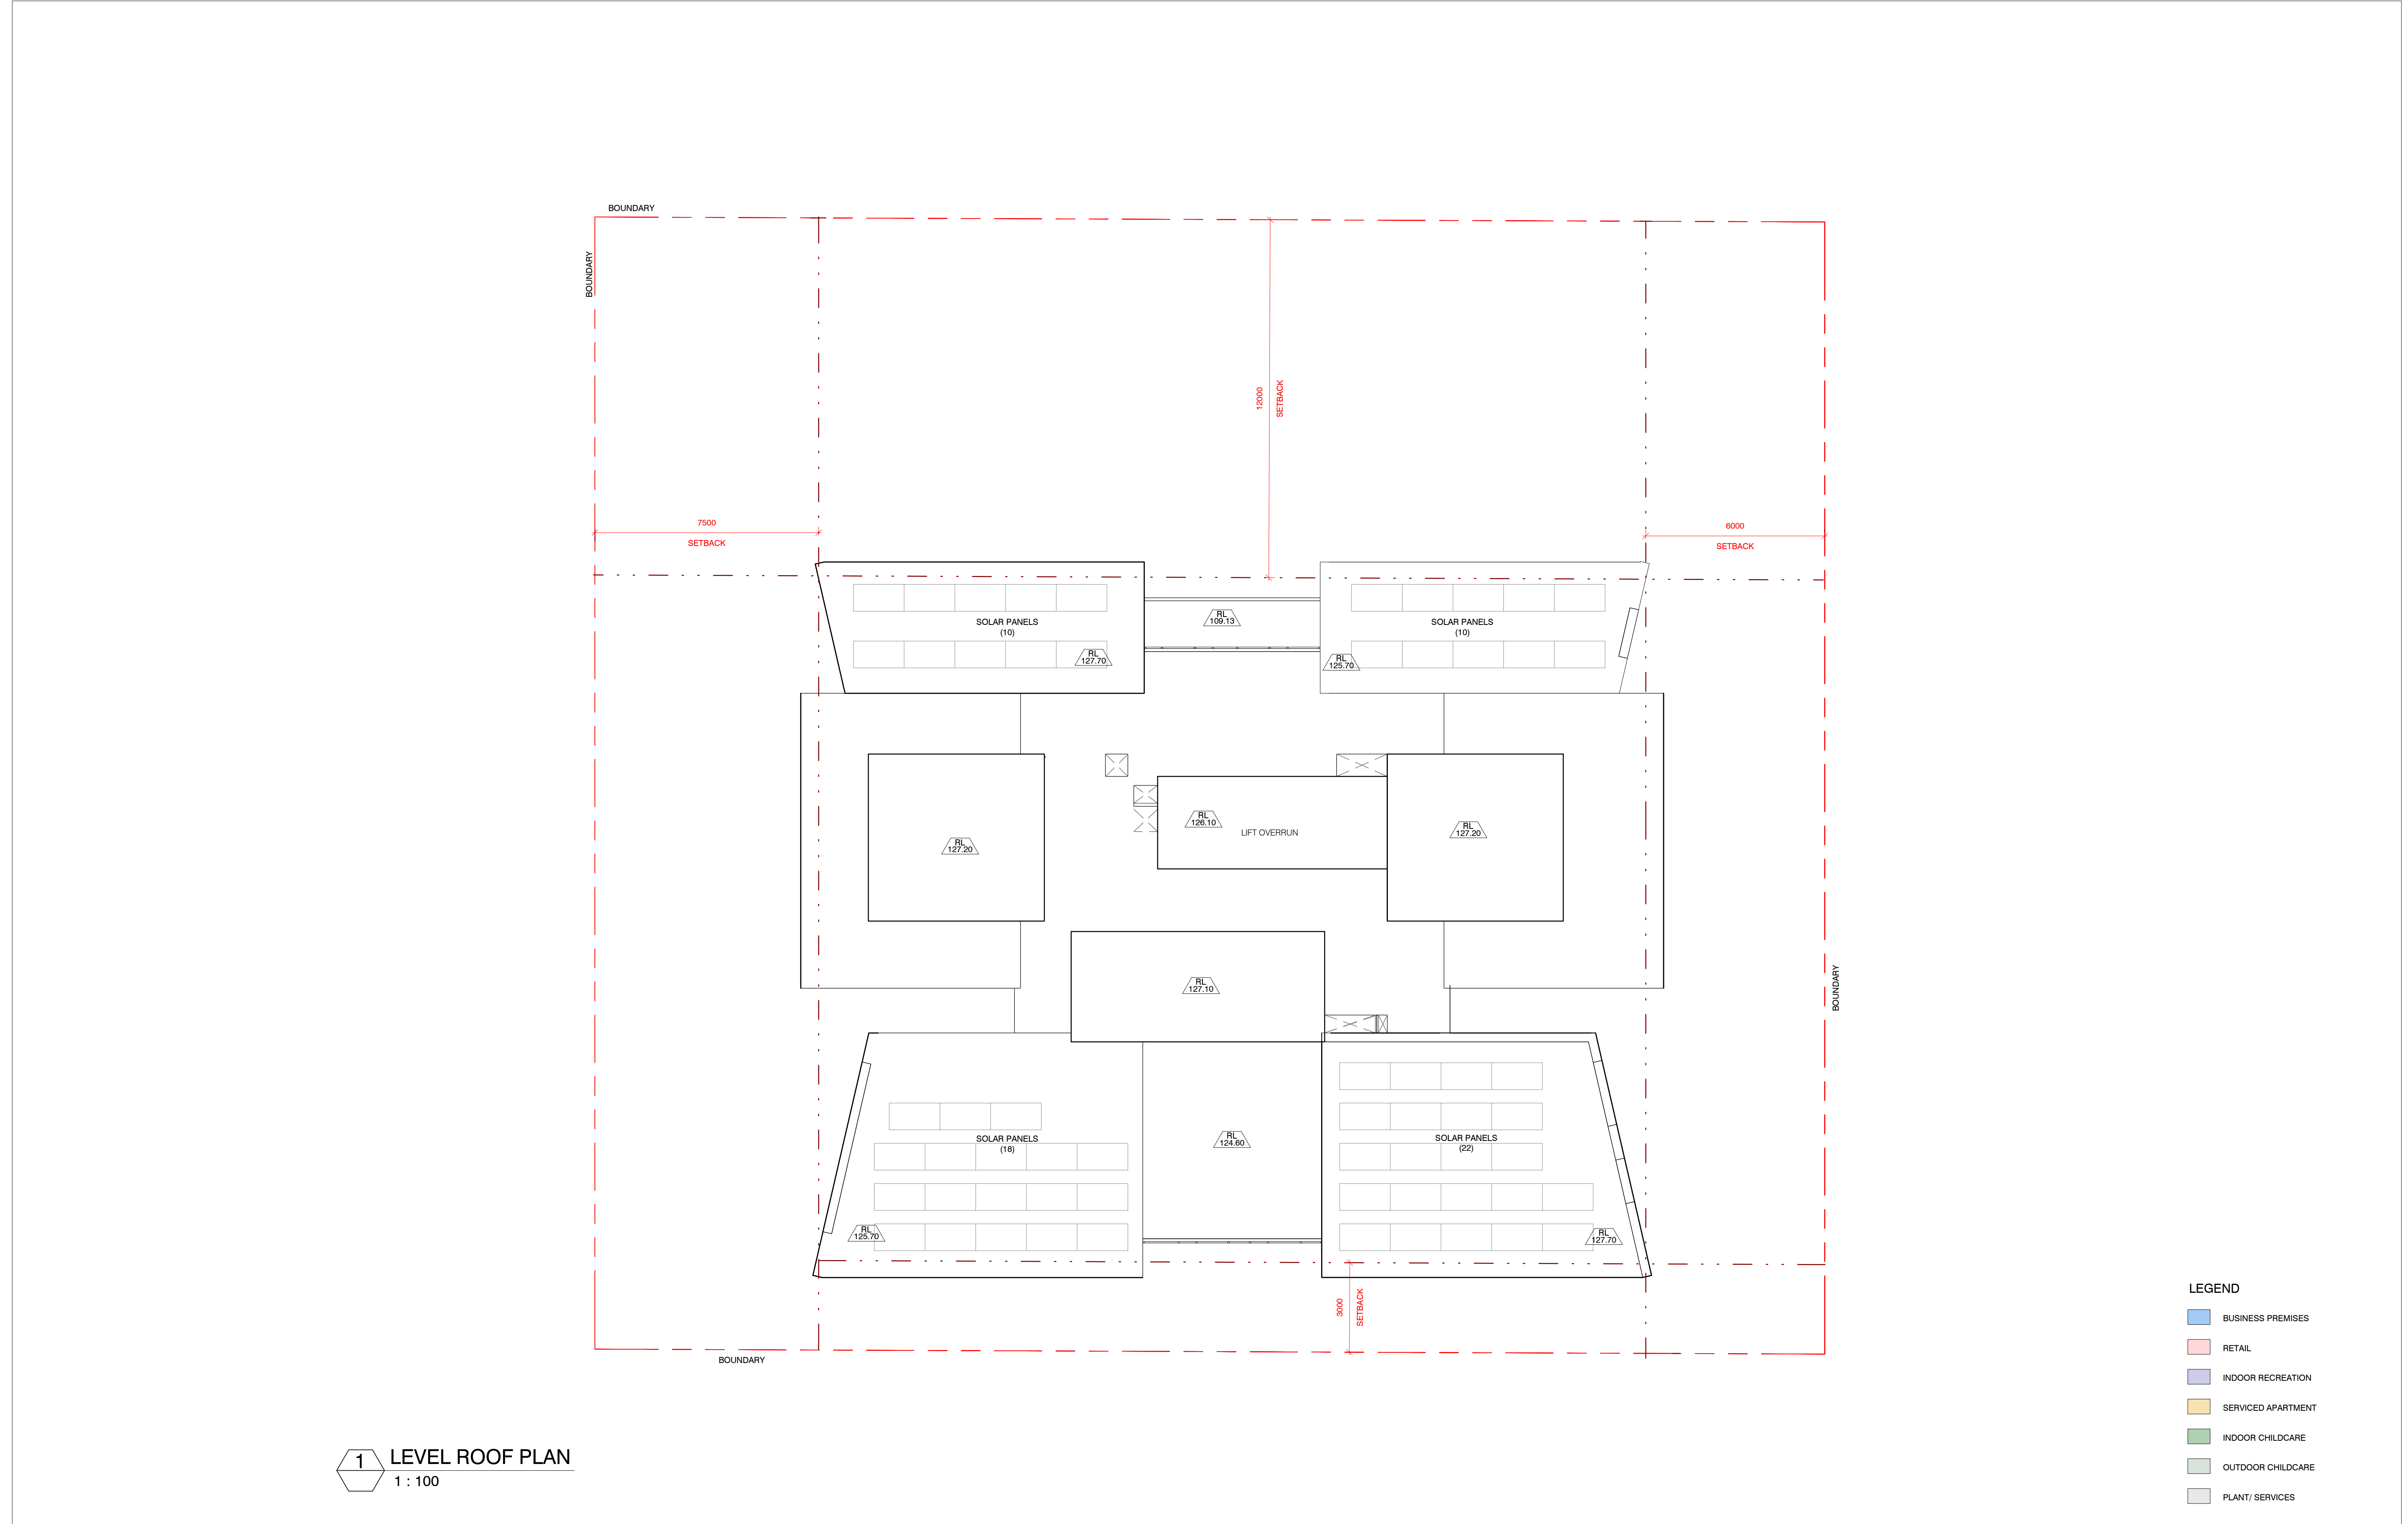 BOUNDARY
BOUNDARY
12000
SETBACK
7500
SETBACK
6000
SETBACK
SOLAR PANELS
(10)
RL
127.70
RL
109.13
SOLAR PANELS
(10)
RL
125.70
RL
126.10
LIFT OVERRUN
RL
127.20
RL
127.20
RL
127.10
BOUNDARY
SOLAR PANELS
(18)
RL
124.60
SOLAR PANELS
(22)
RL
125.70
RL
127.70
3000
SETBACK
BOUNDARY
1
LEVEL ROOF PLAN
1 : 100
LEGEND
BUSINESS PREMISES
RETAIL
INDOOR RECREATION
SERVICED APARTMENT
INDOOR CHILDCARE
OUTDOOR CHILDCARE
PLANT/ SERVICES